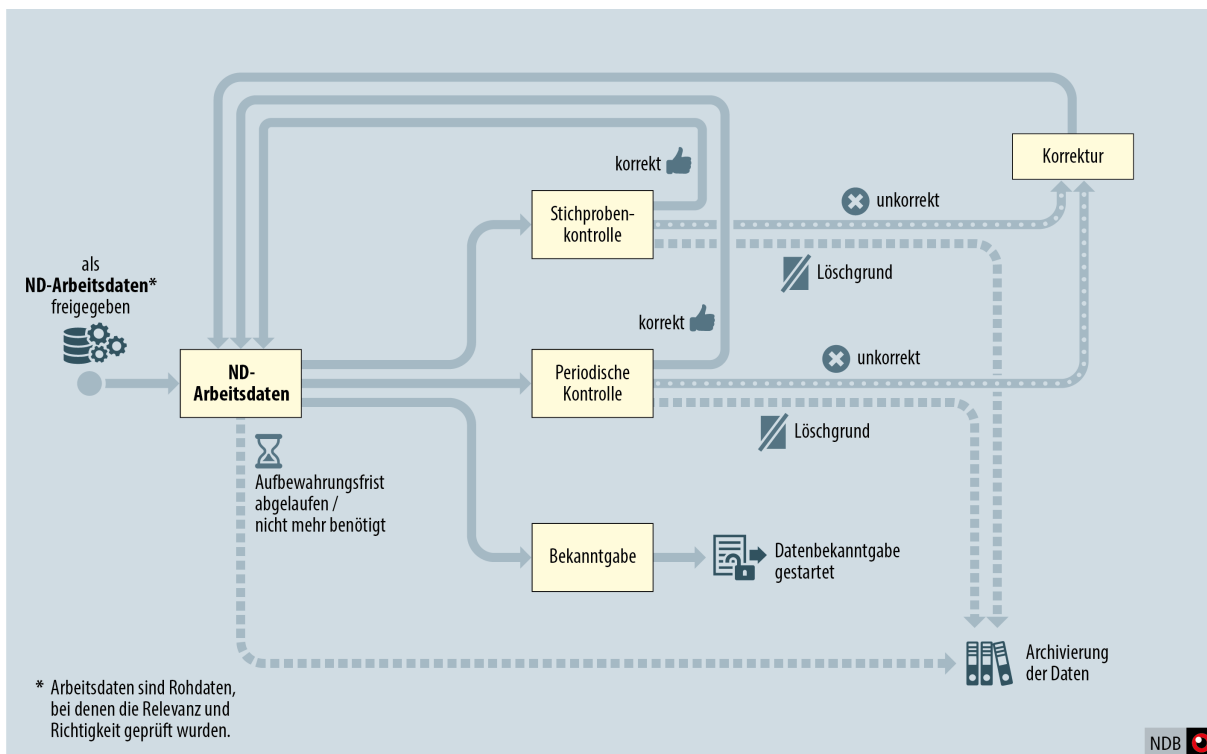 als
ND-Arbeitsdaten*
freigegeben
ND-
Arbeitsdaten
Aufbewahrungsfrist
abgelaufen /
nicht mehr benötigt
korrekt
Stichproben-
kontrolle
unkorrekt
Löschgrund
Korrektur
korrekt
Periodische
Kontrolle
unkorrekt
Löschgrund
Bekanntgabe
Datenbekanntgabe
gestartet
Archivierung
der Daten
* Arbeitsdaten sind Rohdaten,
bei denen die Relevanz und
Richtigkeit geprüft wurden.
NDB